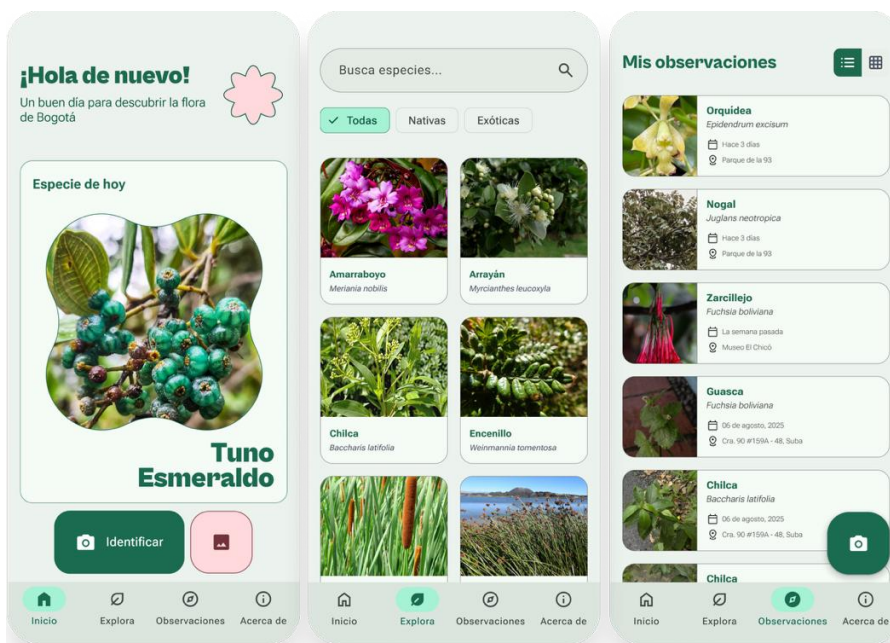 ¡Hola de nuevo!
Un buen día para descubrir la flora
de Bogotá
Especie de hoy
Tuno
Esmeraldo
Identificar
Inicio
Explora
Observaciones
Acerca de
Busca especies...
Todas
Nativas
Exóticas
Amarraboyo
Meriania nobilis
Arrayán
Myrcianthes leucoxyla
Chilca
Baccharis latifolia
Encenillo
Weinmannia tomentosa
Inicio
Explora
Observaciones
Acerca de
Mis observaciones
Orquidea
Epidendrum excisum
Hace 3 días
Parque de la 93
Nogal
Juglans neotropica
Hace 3 días
Parque de la 93
Zarcillejo
Fuchsia boliviana
La semana pasada
Museo El Chicó
Guasca
Fuchsia boliviana
06 de agosto, 2025
Cra. 90 #159A - 48, Suba
Chilca
Baccharis latifolia
06 de agosto, 2025
Cra. 90 #159A - 48, Suba
Chilca
Inicio
Explora
Observaciones
Acerca de